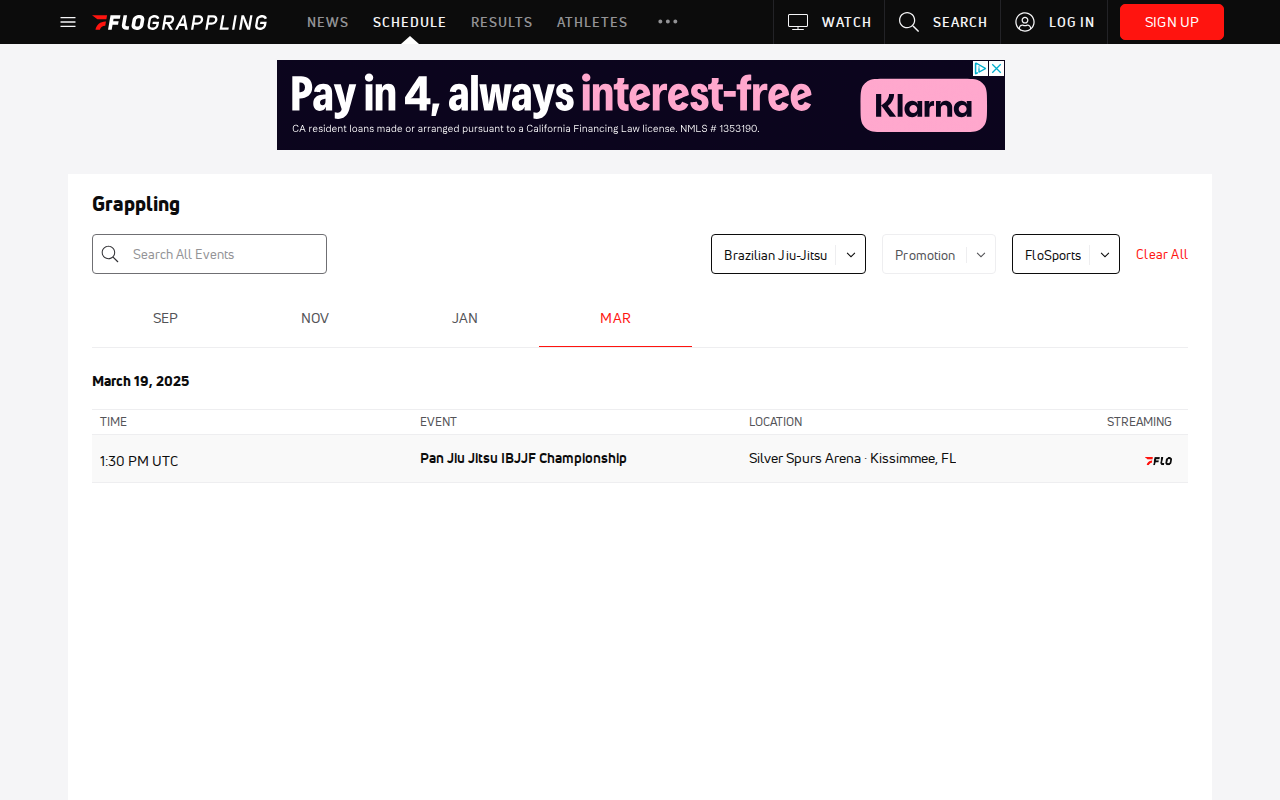 FLOGRAPPLING NEWS SCHEDULE RESULTS ATHLETES WATCH SEARCH LOG IN SIGN UP
Pay in 4, always interest-free
CA resident loans made or arranged pursuant to a California Financing Law license. NMLS # 1353190.
Klarna
Grappling
Search All Events Brazilian Jiu-Jitsu Promotion FloSports Clear All
SEP NOV JAN MAR
March 19, 2025
TIME EVENT LOCATION STREAMING
1:30 PM UTC Pan Jiu Jitsu IBJJF Championship Silver Spurs Arena · Kissimmee, FL FLO